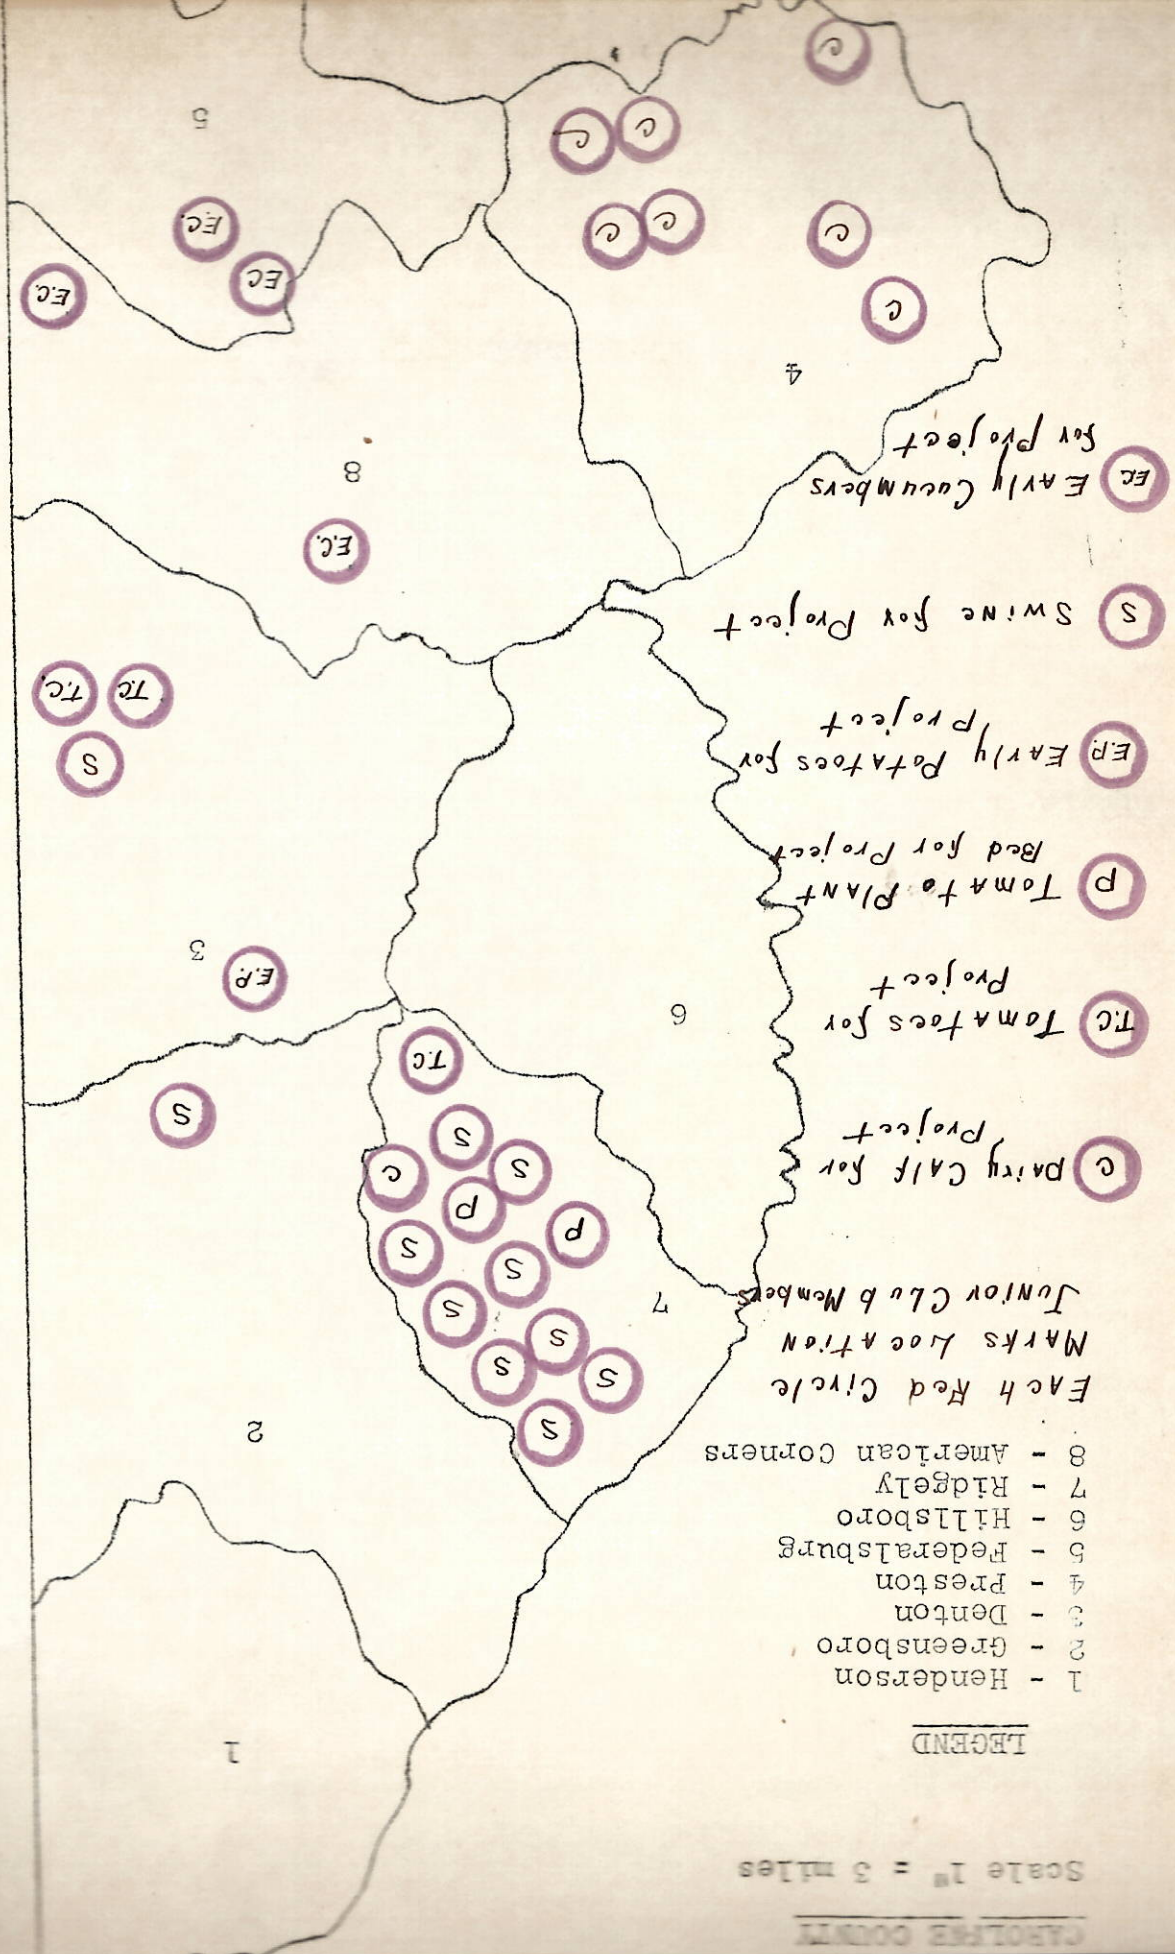 CAROLINE COUNTY
Scale 1" = 3 miles
LEGEND
1 - Henderson
2 - Greensboro
3 - Denton
4 - Preston
5 - Federalsburg
6 - Hillsboro
7 - Ridgely
8 - American Corners
Each Red Circle
Marks Location
Junior Club Members
C Dairy Calf for
Project
T.C. Tomatoes for
Project
P Tomato Plant
Bed for Project
E.P. Early Potatoes for
Project
S Swine for Project
EC Early Cucumbers
for Project
1
2
S
S
S
S
S
7
S
S
P
P
C
S
S
S
T.C
6
E.P.
3
S
T.C
T.C.
E.C.
8
4
C
E.C.
EC
C
C
C
E.C.
C
C
5
C